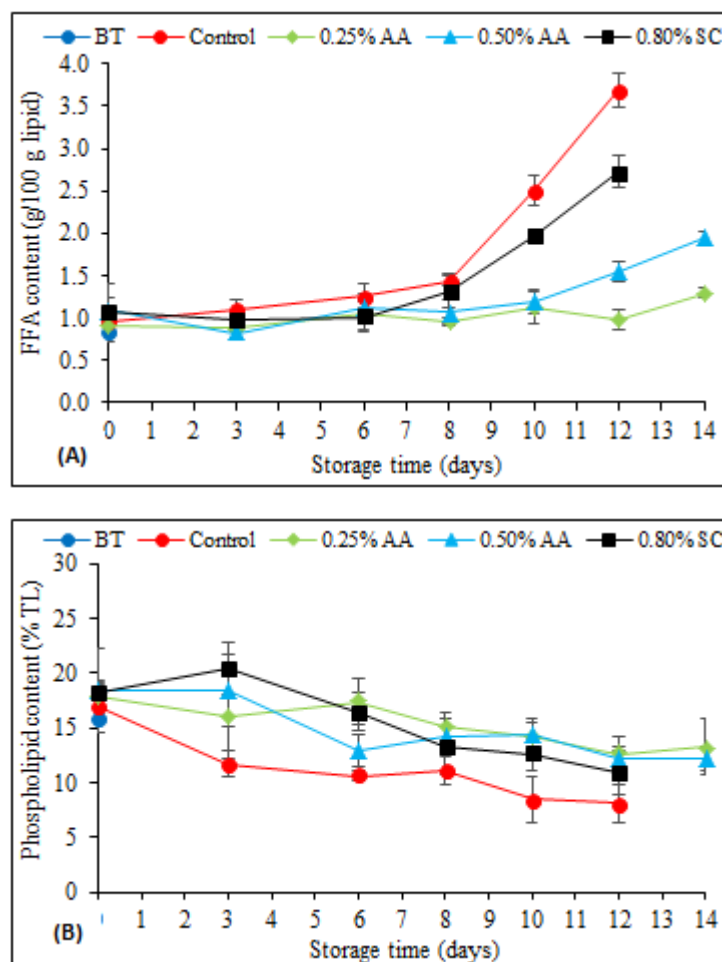 BT Control 0.25% AA 0.50% AA 0.80% SC
4.0
3.5
3.0
2.5
2.0
1.5
1.0
0.5
0.0
FFA content (g/100 g lipid)
0 1 2 3 4 5 6 7 8 9 10 11 12 13 14
(A)
Storage time (days)
BT Control 0.25% AA 0.50% AA 0.80% SC
30
25
20
15
10
5
0
Phospholipid content (% TL)
1 2 3 4 5 6 7 8 9 10 11 12 13 14
(B)
Storage time (days)